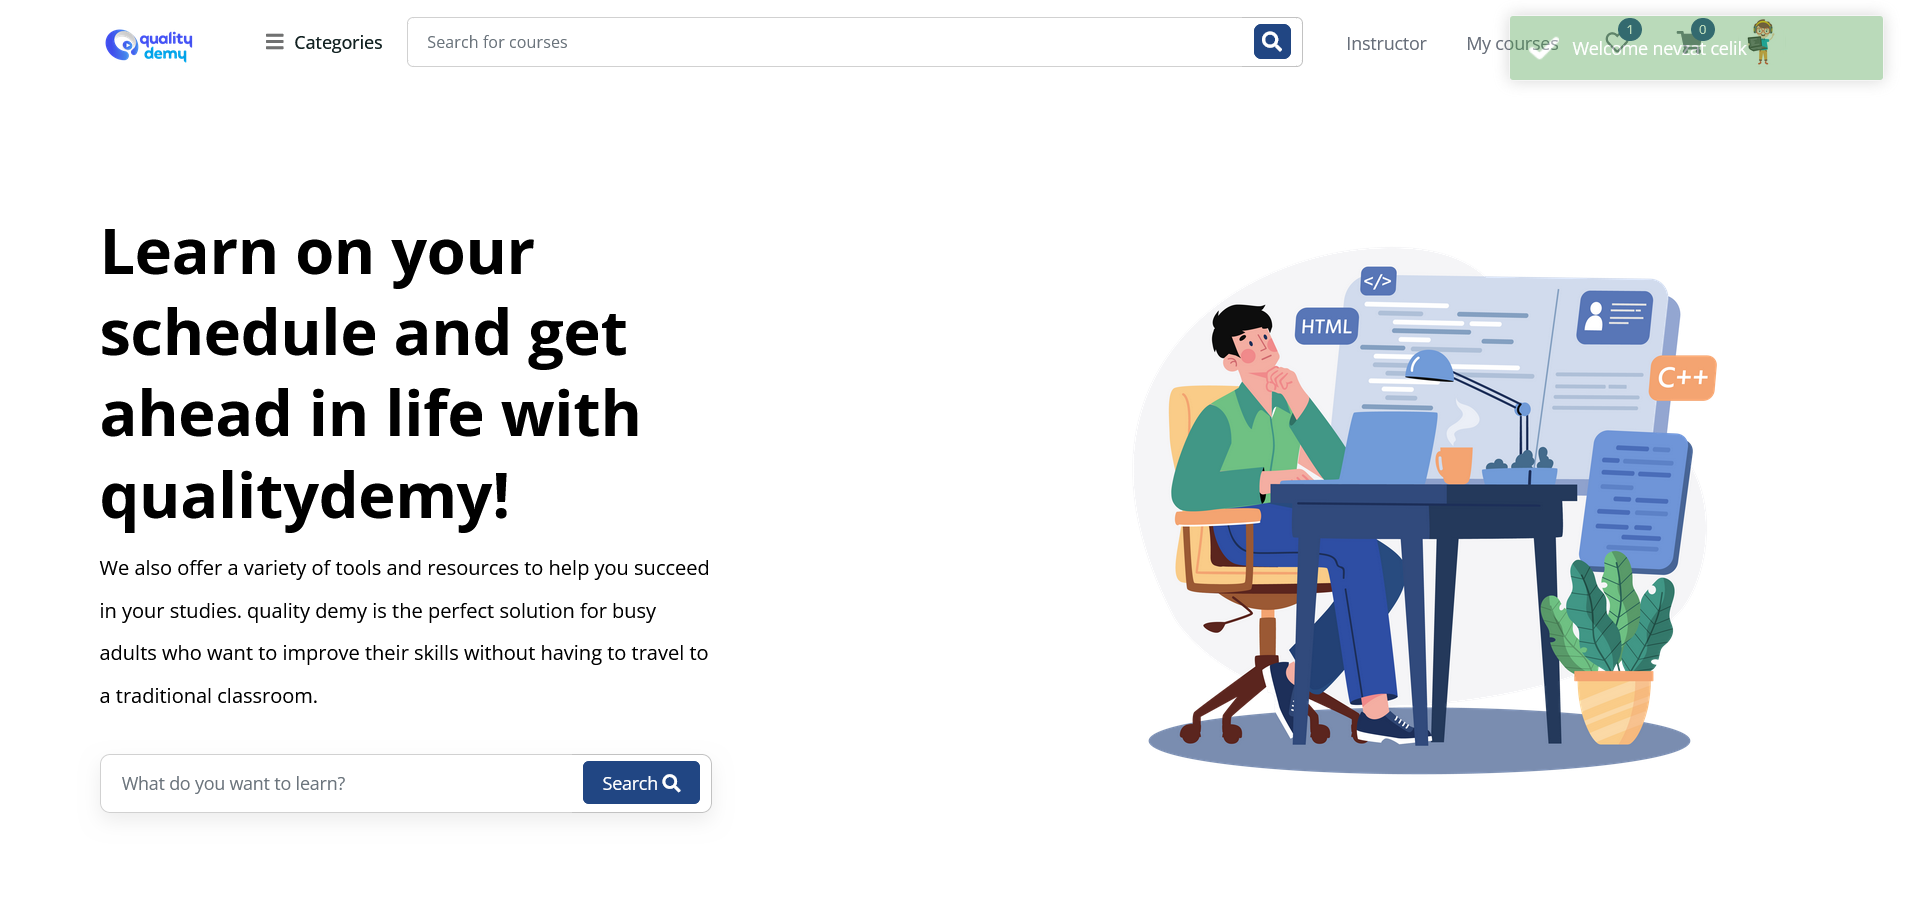 quality
demy
Categories
Search for courses
Instructor
My courses
1
0
Welcome nevzat celik
Learn on your
schedule and get
ahead in life with
qualitydemy!
We also offer a variety of tools and resources to help you succeed
in your studies. quality demy is the perfect solution for busy
adults who want to improve their skills without having to travel to
a traditional classroom.
What do you want to learn?
Search
</>
HTML
C++